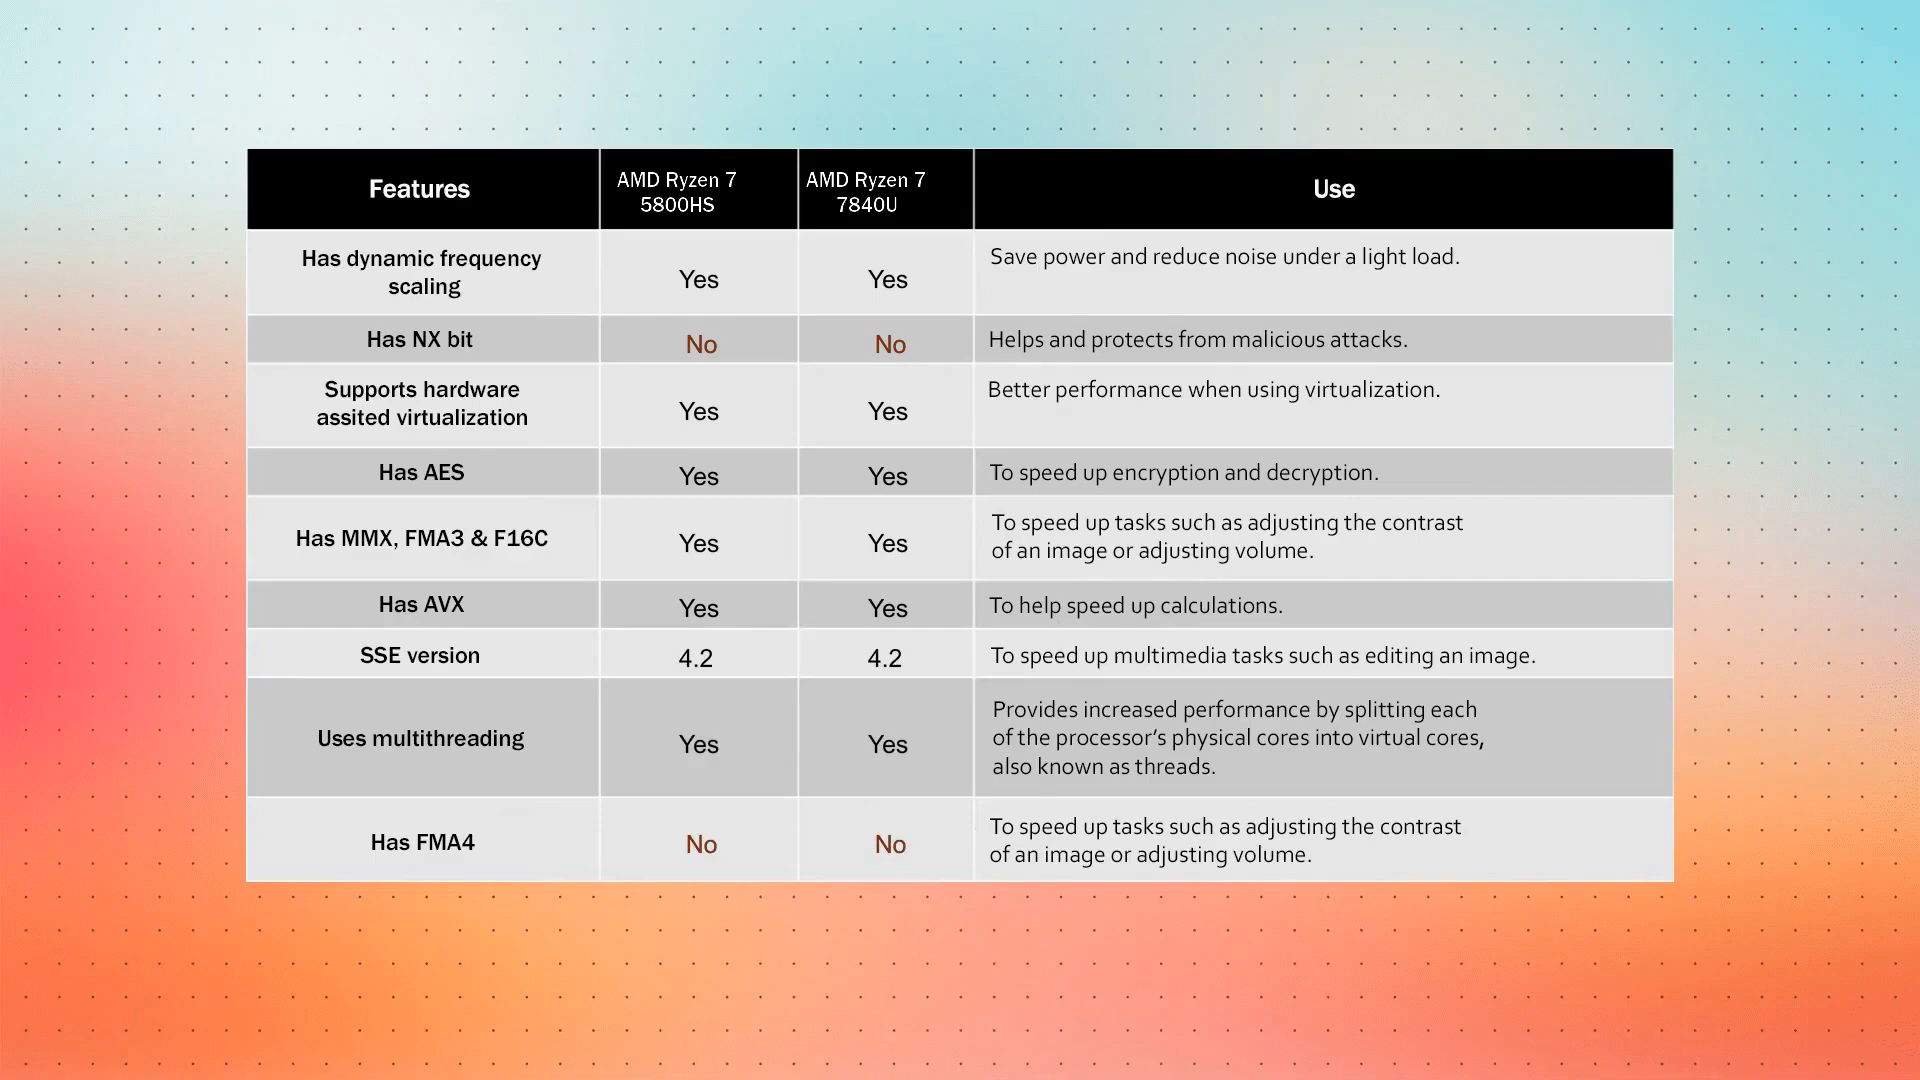 Features
AMD Ryzen 7
5800HS
AMD Ryzen 7
7840U
Use
Has dynamic frequency
scaling
Yes
Yes
Save power and reduce noise under a light load.
Has NX bit
No
No
Helps and protects from malicious attacks.
Supports hardware
assited virtualization
Yes
Yes
Better performance when using virtualization.
Has AES
Yes
Yes
To speed up encryption and decryption.
Has MMX, FMA3 & F16C
Yes
Yes
To speed up tasks such as adjusting the contrast
of an image or adjusting volume.
Has AVX
Yes
Yes
To help speed up calculations.
SSE version
4.2
4.2
To speed up multimedia tasks such as editing an image.
Uses multithreading
Yes
Yes
Provides increased performance by splitting each
of the processor’s physical cores into virtual cores,
also known as threads.
Has FMA4
No
No
To speed up tasks such as adjusting the contrast
of an image or adjusting volume.